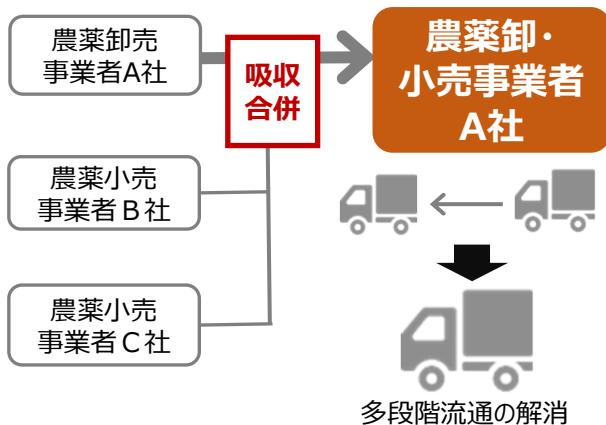 農薬卸売
事業者A社
吸収
合併
農薬卸・
小売事業者
A社
農薬小売
事業者Ｂ社
農薬小売
事業者Ｃ社
多段階流通の解消